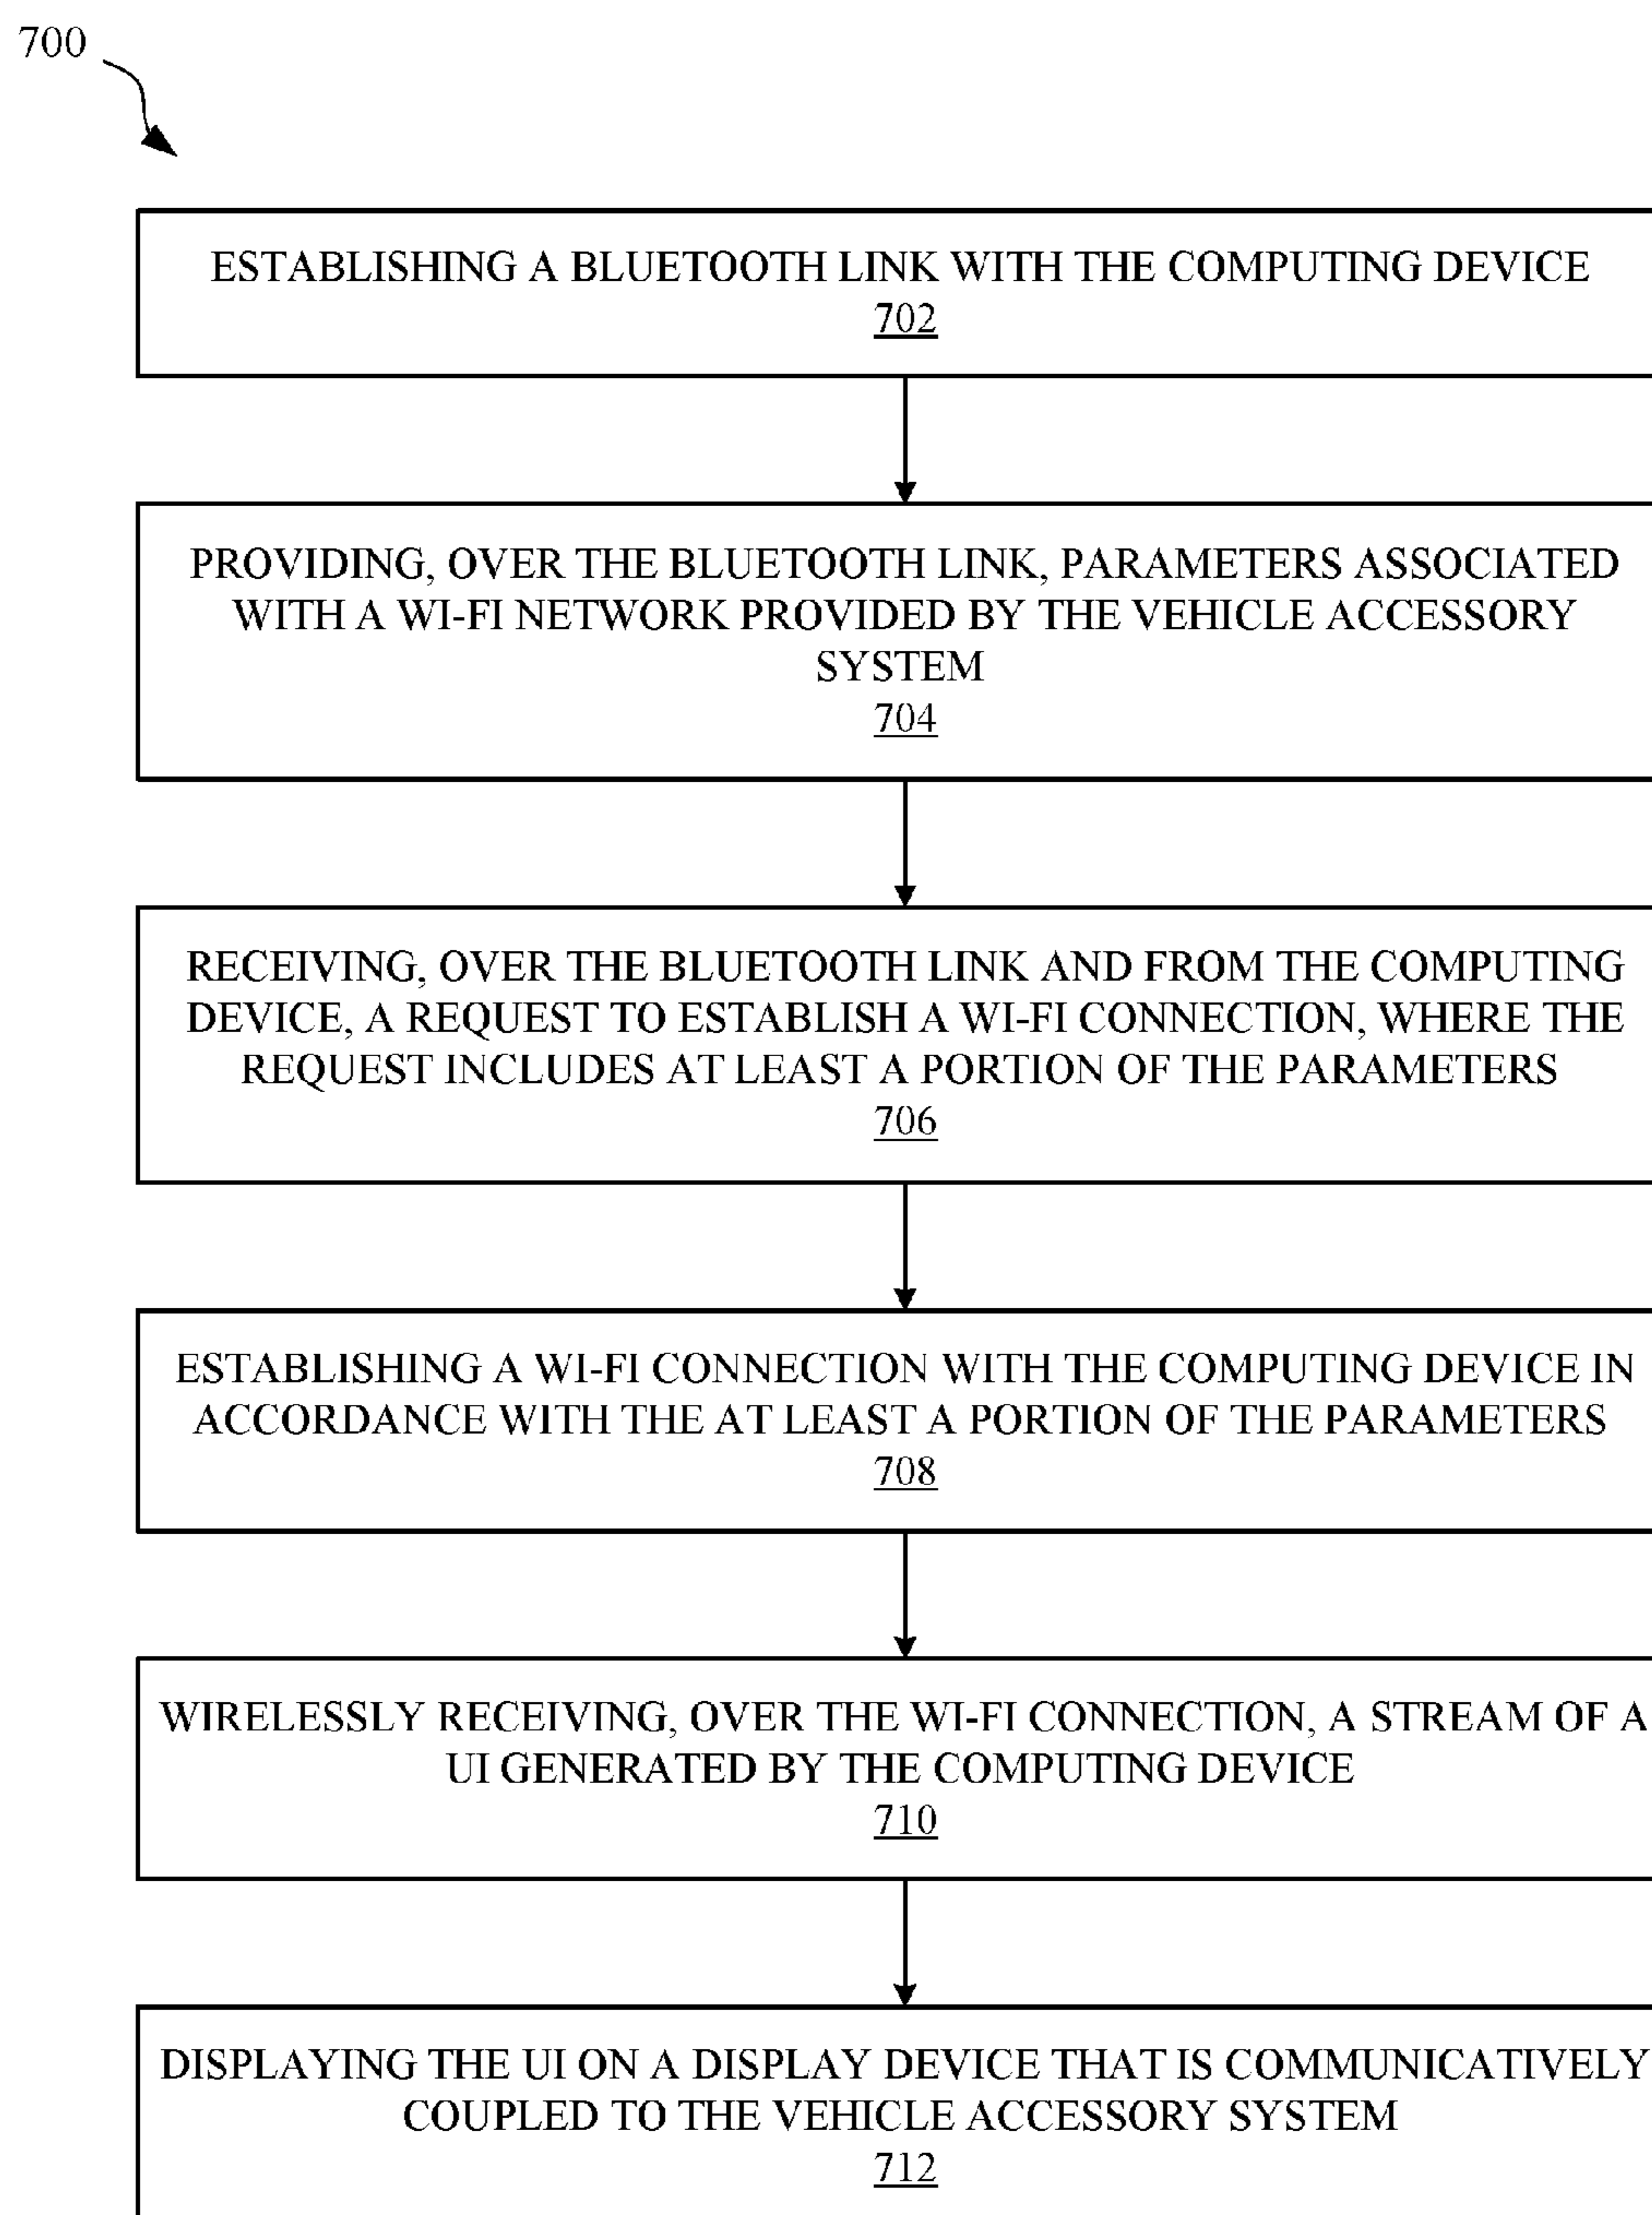 700
ESTABLISHING A BLUETOOTH LINK WITH THE COMPUTING DEVICE
702
PROVIDING, OVER THE BLUETOOTH LINK, PARAMETERS ASSOCIATED
WITH A WI-FI NETWORK PROVIDED BY THE VEHICLE ACCESSORY
SYSTEM
704
RECEIVING, OVER THE BLUETOOTH LINK AND FROM THE COMPUTING
DEVICE, A REQUEST TO ESTABLISH A WI-FI CONNECTION, WHERE THE
REQUEST INCLUDES AT LEAST A PORTION OF THE PARAMETERS
706
ESTABLISHING A WI-FI CONNECTION WITH THE COMPUTING DEVICE IN
ACCORDANCE WITH THE AT LEAST A PORTION OF THE PARAMETERS
708
WIRELESSLY RECEIVING, OVER THE WI-FI CONNECTION, A STREAM OF A
UI GENERATED BY THE COMPUTING DEVICE
710
DISPLAYING THE UI ON A DISPLAY DEVICE THAT IS COMMUNICATIVELY
COUPLED TO THE VEHICLE ACCESSORY SYSTEM
712